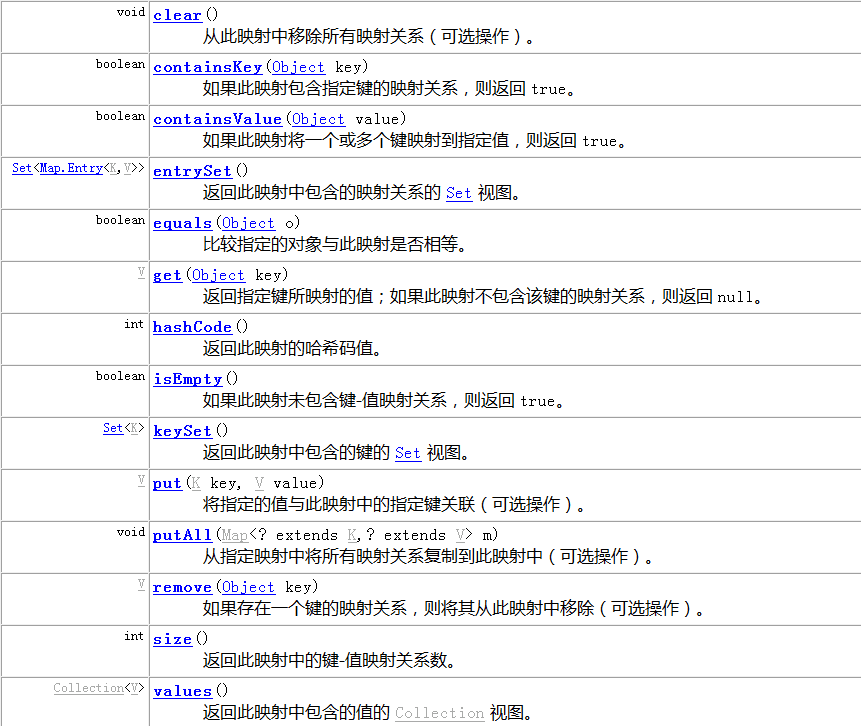 void clear()
从此映射中移除所有映射关系（可选操作）。
boolean containsKey(Object key)
如果此映射包含指定键的映射关系，则返回 true。
boolean containsValue(Object value)
如果此映射将一个或多个键映射到指定值，则返回 true。
Set<Map.Entry<K,V>> entrySet()
返回此映射中包含的映射关系的 Set 视图。
boolean equals(Object o)
比较指定的对象与此映射是否相等。
V get(Object key)
返回指定键所映射的值；如果此映射不包含该键的映射关系，则返回 null。
int hashCode()
返回此映射的哈希码值。
boolean isEmpty()
如果此映射未包含键-值映射关系，则返回 true。
Set<K> keySet()
返回此映射中包含的键的 Set 视图。
V put(K key, V value)
将指定的值与此映射中的指定键关联（可选操作）。
void putAll(Map<? extends K,? extends V> m)
从指定映射中将所有映射关系复制到此映射中（可选操作）。
V remove(Object key)
如果存在一个键的映射关系，则将其从此映射中移除（可选操作）。
int size()
返回此映射中的键-值映射关系数。
Collection<V> values()
返回此映射中包含的值的 Collection 视图。